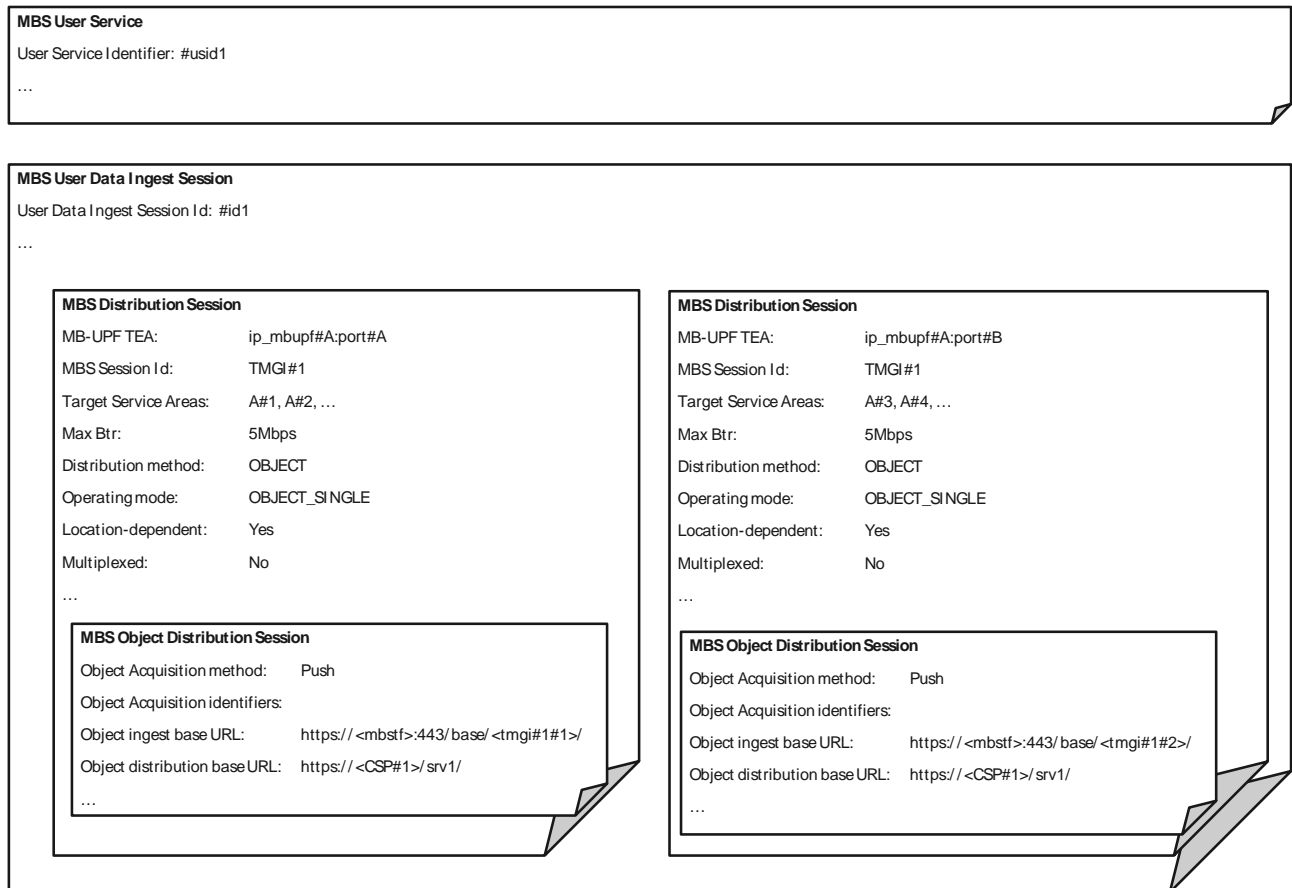 MBS User Service
User Service Identifier: #usid1
…
MBS User Data Ingest Session
User Data Ingest Session Id: #id1
…
MBS Distribution Session
MB-UPF TEA: ip_mbupf#A:port#A
MBS Session Id: TMGI#1
Target Service Areas: A#1, A#2, …
Max Btr: 5Mbps
Distribution method: OBJECT
Operating mode: OBJECT_SINGLE
Location-dependent: Yes
Multiplexed: No
…
MBS Object Distribution Session
Object Acquisition method: Push
Object Acquisition identifiers:
Object ingest base URL: https://<mbstf>:443/base/<tmgi#1#1>/
Object distribution base URL: https://<CSP#1>/srv1/
…
MBS Distribution Session
MB-UPF TEA: ip_mbupf#A:port#B
MBS Session Id: TMGI#1
Target Service Areas: A#3, A#4, …
Max Btr: 5Mbps
Distribution method: OBJECT
Operating mode: OBJECT_SINGLE
Location-dependent: Yes
Multiplexed: No
…
MBS Object Distribution Session
Object Acquisition method: Push
Object Acquisition identifiers:
Object ingest base URL: https://<mbstf>:443/base/<tmgi#1#2>/
Object distribution base URL: https://<CSP#1>/srv1/
…